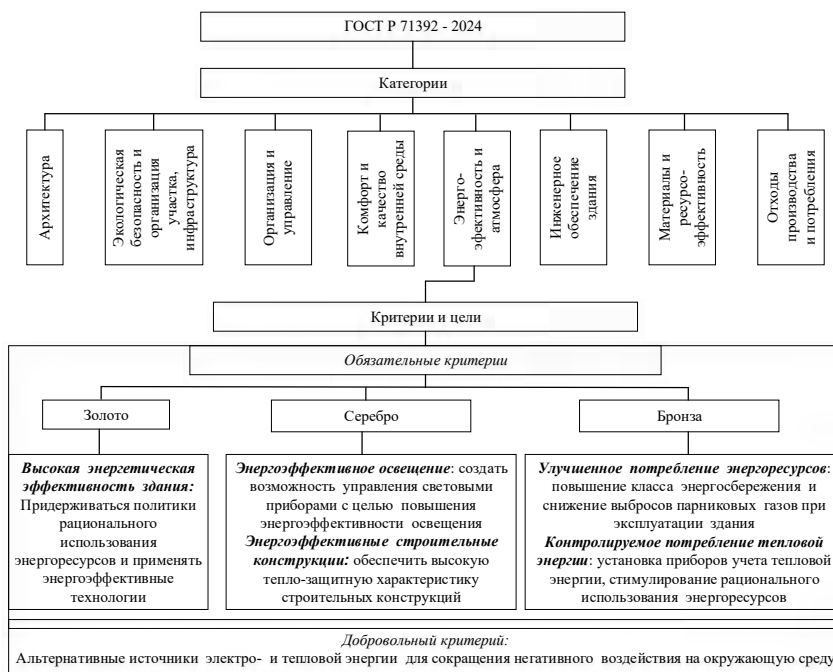 ГОСТ Р 71392 - 2024
Категории
Архитектура
Экологическая
безопасность и
организация
участка,
инфраструктура
Организация и
управление
Комфорт и
качество
внутренней среды
Энерго-
эфективность и
атмосфера
Инженерное
обеспечение
здания
Материалы и
ресурсо-
эффективность
Отходы
производства
и потребления
Критерии и цели
Обязательные критерии
Золото
Серебро
Бронза
Высокая энергетическая
эффективность здания:
Придерживаться политики
рационального
использования
энергоресурсов и применять
энергоэффективные
технологии
Энергоэффективное освещение: создать
возможность управления световыми
приборами с целью повышения
энергоэффективности освещения
Энергоэффективные строительные
конструкции: обеспечить высокую
тепло-защитную характеристику
строительных конструкций
Улучшенное потребление энергоресурсов:
повышение класса энергосбережения и
снижение выбросов парниковых газов при
эксплуатации здания
Контролируемое потребление тепловой
энергии: установка приборов учета тепловой
энергии, стимулирование рационального
использования энергоресурсов
Добровольный критерий:
Альтернативные источники электро- и тепловой энергии для сокращения негативного воздействия на окружающую среду